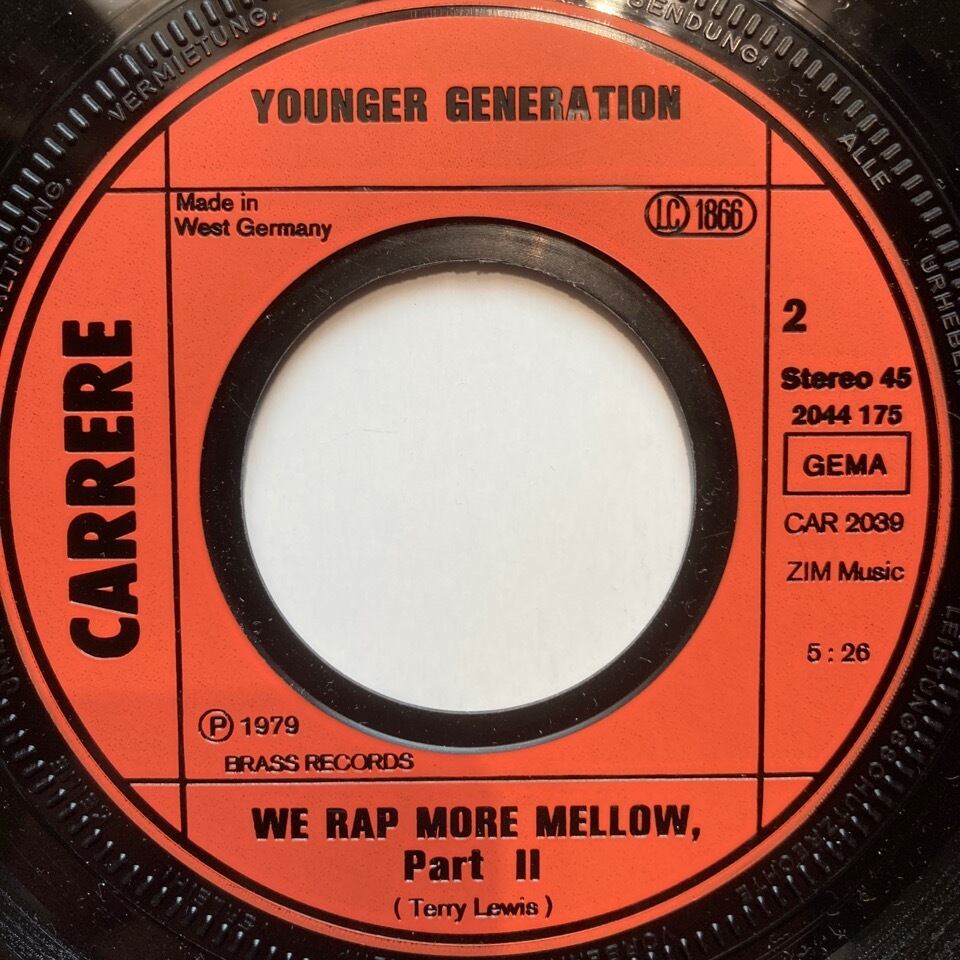 YOUNGER GENERATION
Made in
West Germany
LC 1866
CARRERE
2
Stereo 45
2044 175
GEMA
CAR 2039
ZIM Music
5 : 26
Ⓟ 1979
BRASS RECORDS
WE RAP MORE MELLOW,
Part II
( Terry Lewis )
VERMIETUNG,
SENDUNG!
ALLE